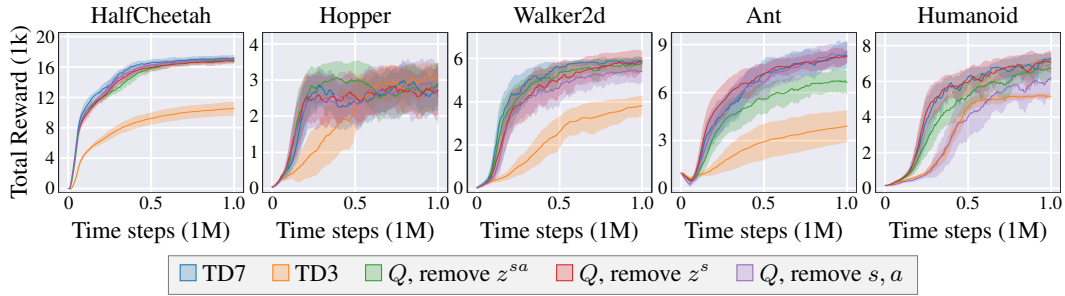 HalfCheetah Hopper Walker2d Ant Humanoid
Total Reward (1k)
20 16 12 8 4 0
4 3 2 1 0
6 4 2 0
9 6 3 0
8 6 4 2 0
0 0.5 1.0 0 0.5 1.0 0 0.5 1.0 0 0.5 1.0 0 0.5 1.0
Time steps (1M) Time steps (1M) Time steps (1M) Time steps (1M) Time steps (1M)
TD7 TD3 Q, remove z^{sa} Q, remove z^s Q, remove s, a